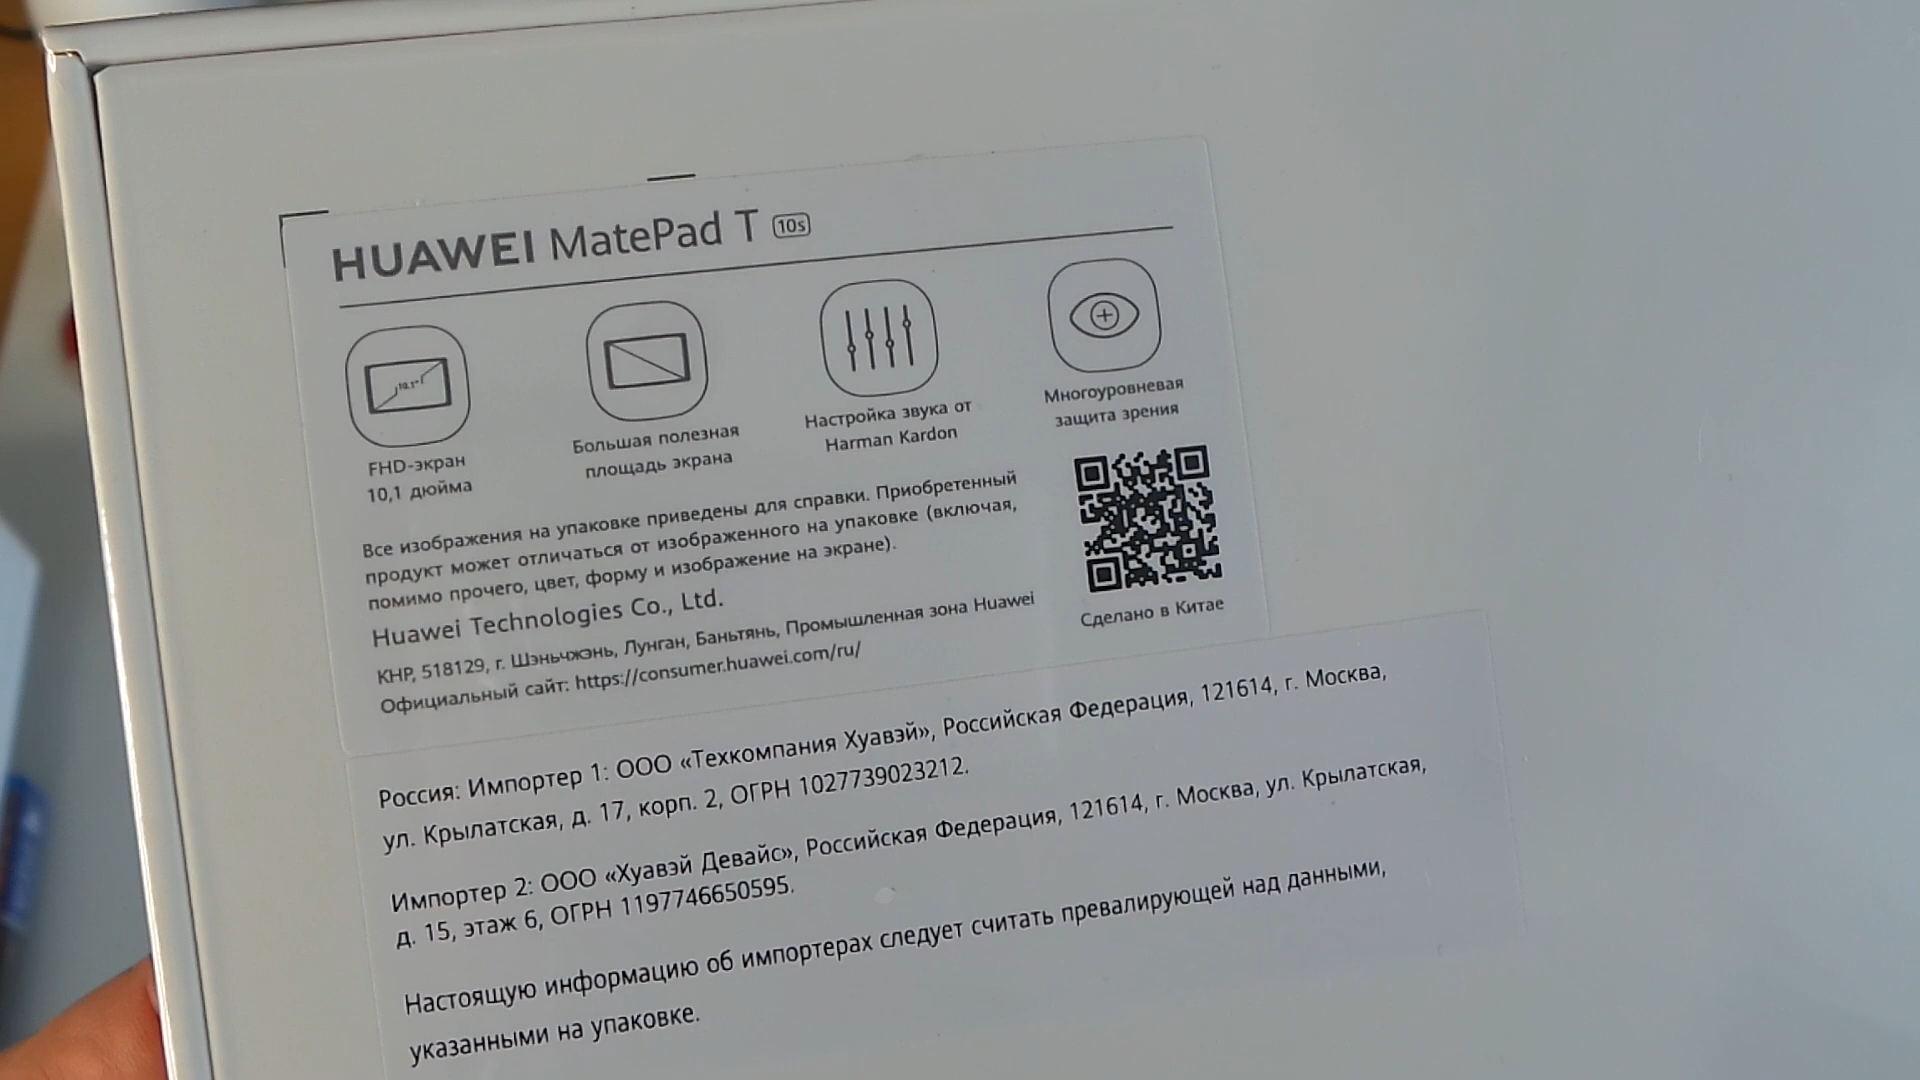 HUAWEI MatePad T 10s
10.1"
FHD-экран
10,1 дюйма
Большая полезная
площадь экрана
Настройка звука от
Harman Kardon
Многоуровневая
защита зрения
Все изображения на упаковке приведены для справки. Приобретенный
продукт может отличаться от изображенного на упаковке (включая,
помимо прочего, цвет, форму и изображение на экране).
Huawei Technologies Co., Ltd.
КНР, 518129, г. Шэньчжэнь, Лунган, Баньтянь, Промышленная зона Huawei
Официальный сайт: https://consumer.huawei.com/ru/
Сделано в Китае
Россия: Импортер 1: ООО «Техкомпания Хуавэй», Российская Федерация, 121614, г. Москва,
ул. Крылатская, д. 17, корп. 2, ОГРН 1027739023212.
Импортер 2: ООО «Хуавэй Девайс», Российская Федерация, 121614, г. Москва, ул. Крылатская,
д. 15, этаж 6, ОГРН 1197746650595.
Настоящую информацию об импортерах следует считать превалирующей над данными,
указанными на упаковке.